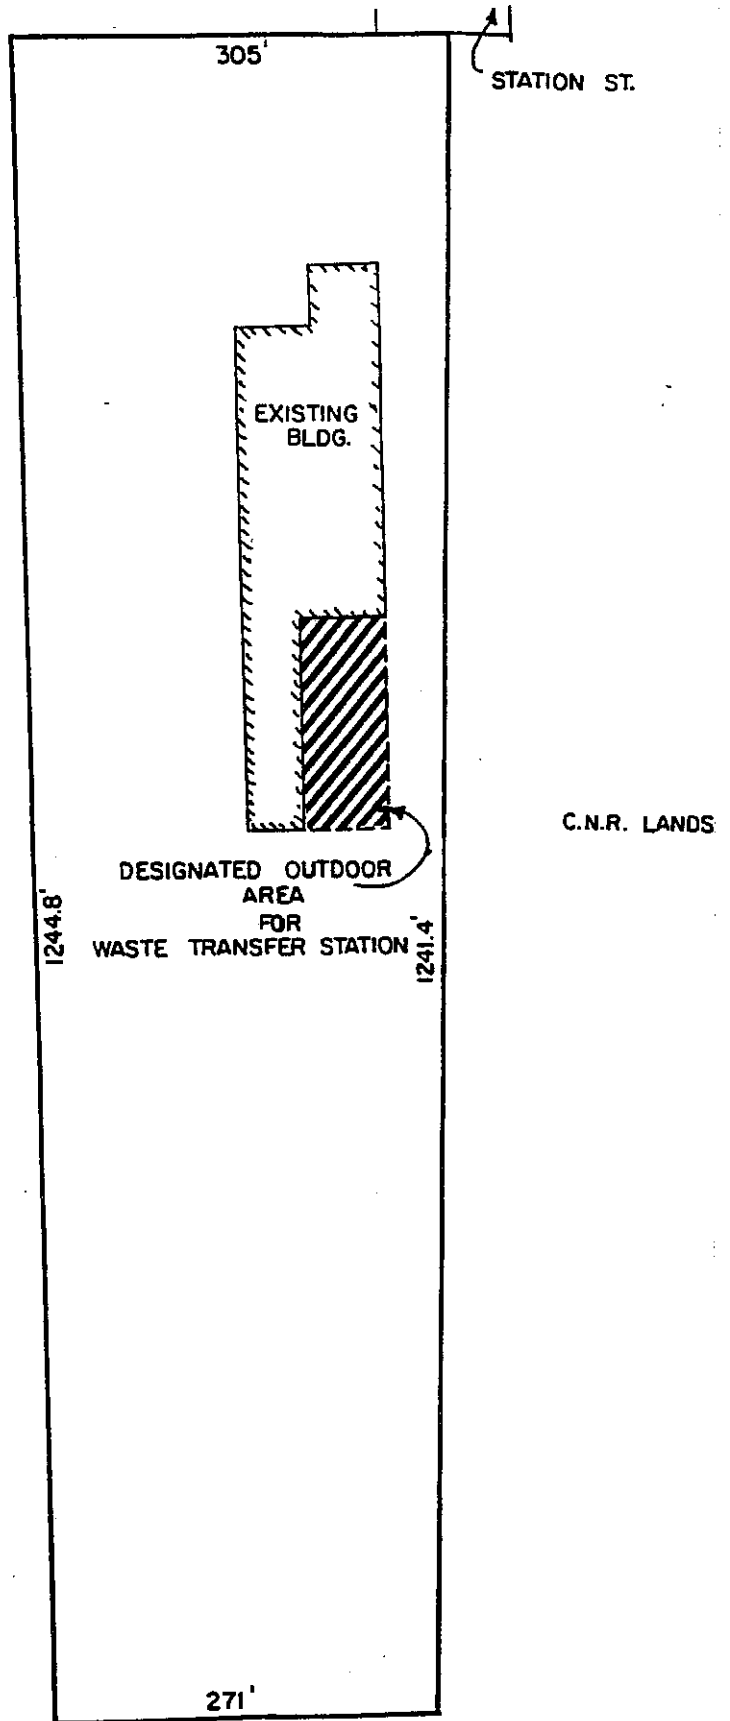 305'
STATION ST.
EXISTING
BLDG.
C.N.R. LANDS
DESIGNATED OUTDOOR
AREA
FOR
WASTE TRANSFER STATION
1244.8'
1241.4'
271'